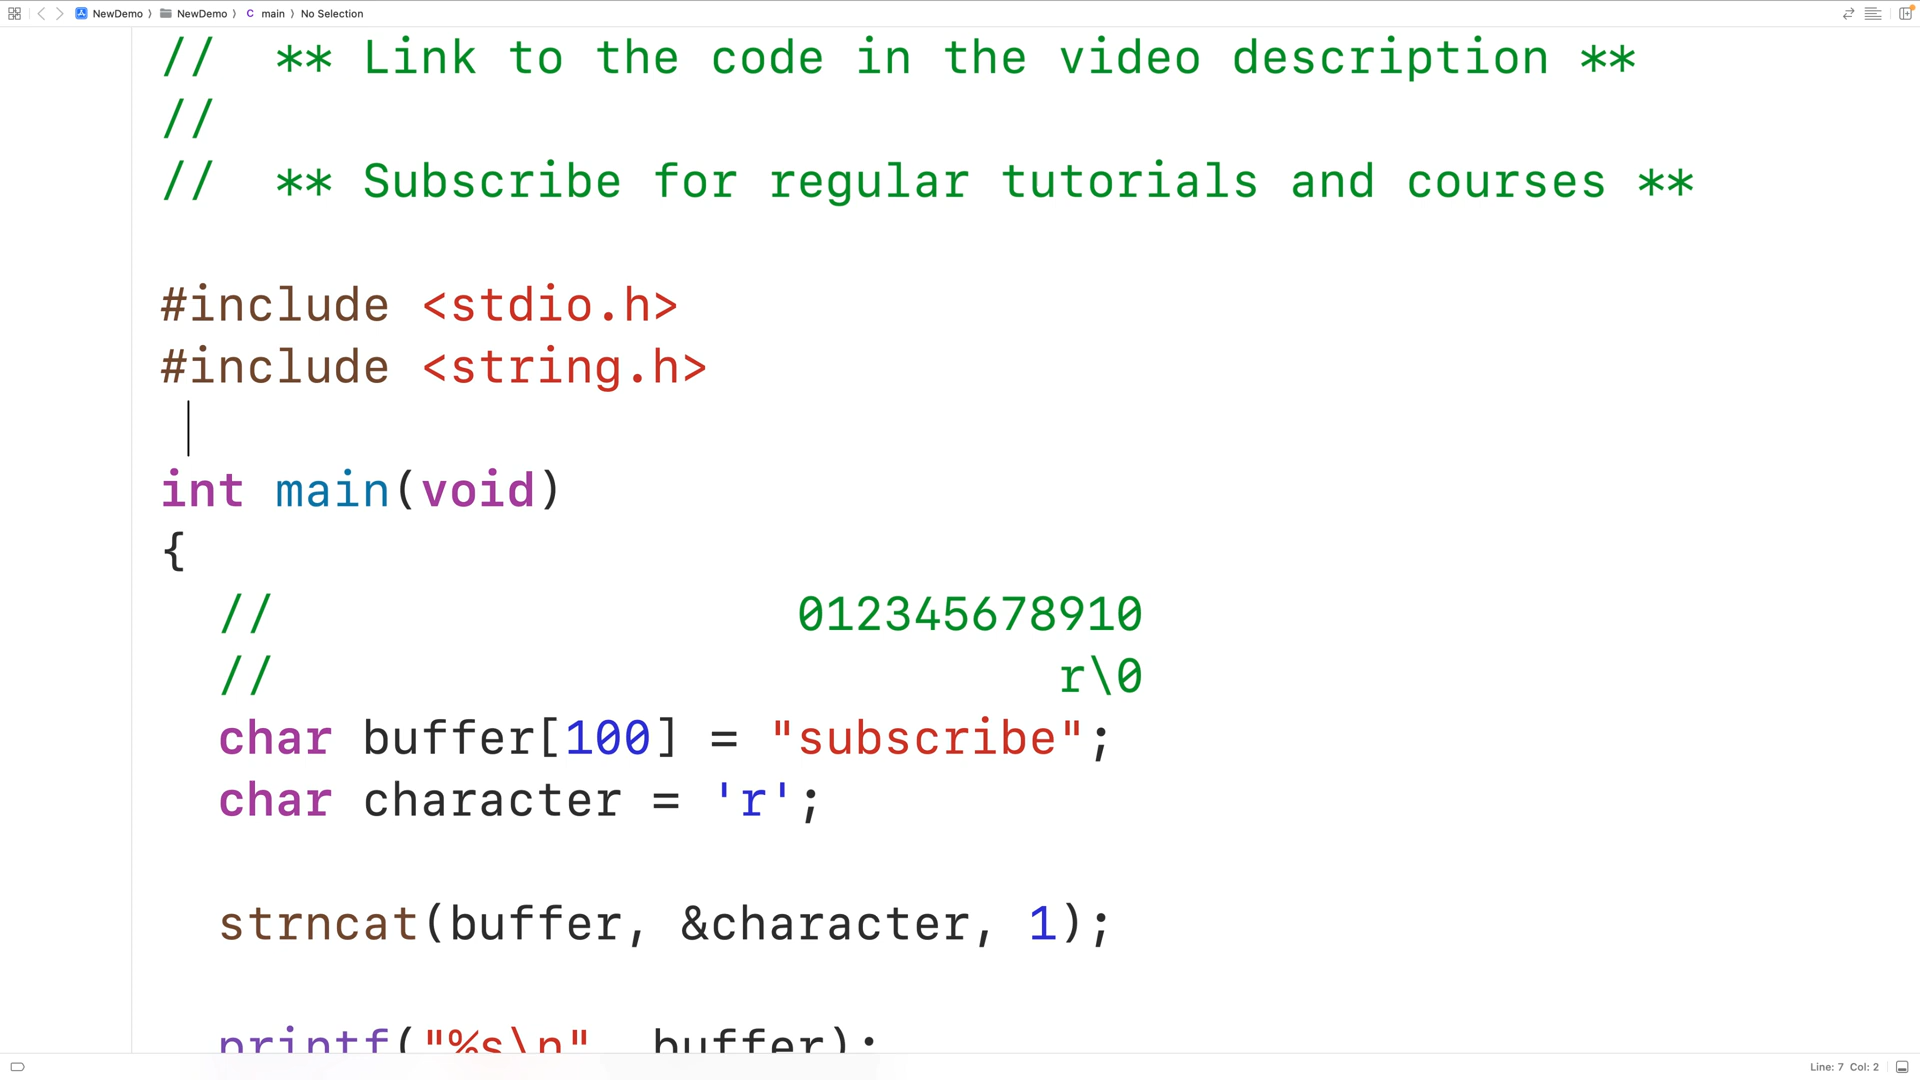 NewDemo 〉 NewDemo 〉 C main 〉 No Selection
//  ** Link to the code in the video description **
//
//  ** Subscribe for regular tutorials and courses **
#include <stdio.h>
#include <string.h>
int main(void)
{
//                  012345678910
//                           r\0
char buffer[100] = "subscribe";
char character = 'r';
strncat(buffer, &character, 1);
printf("%s\n", buffer);
Line: 7 Col: 2